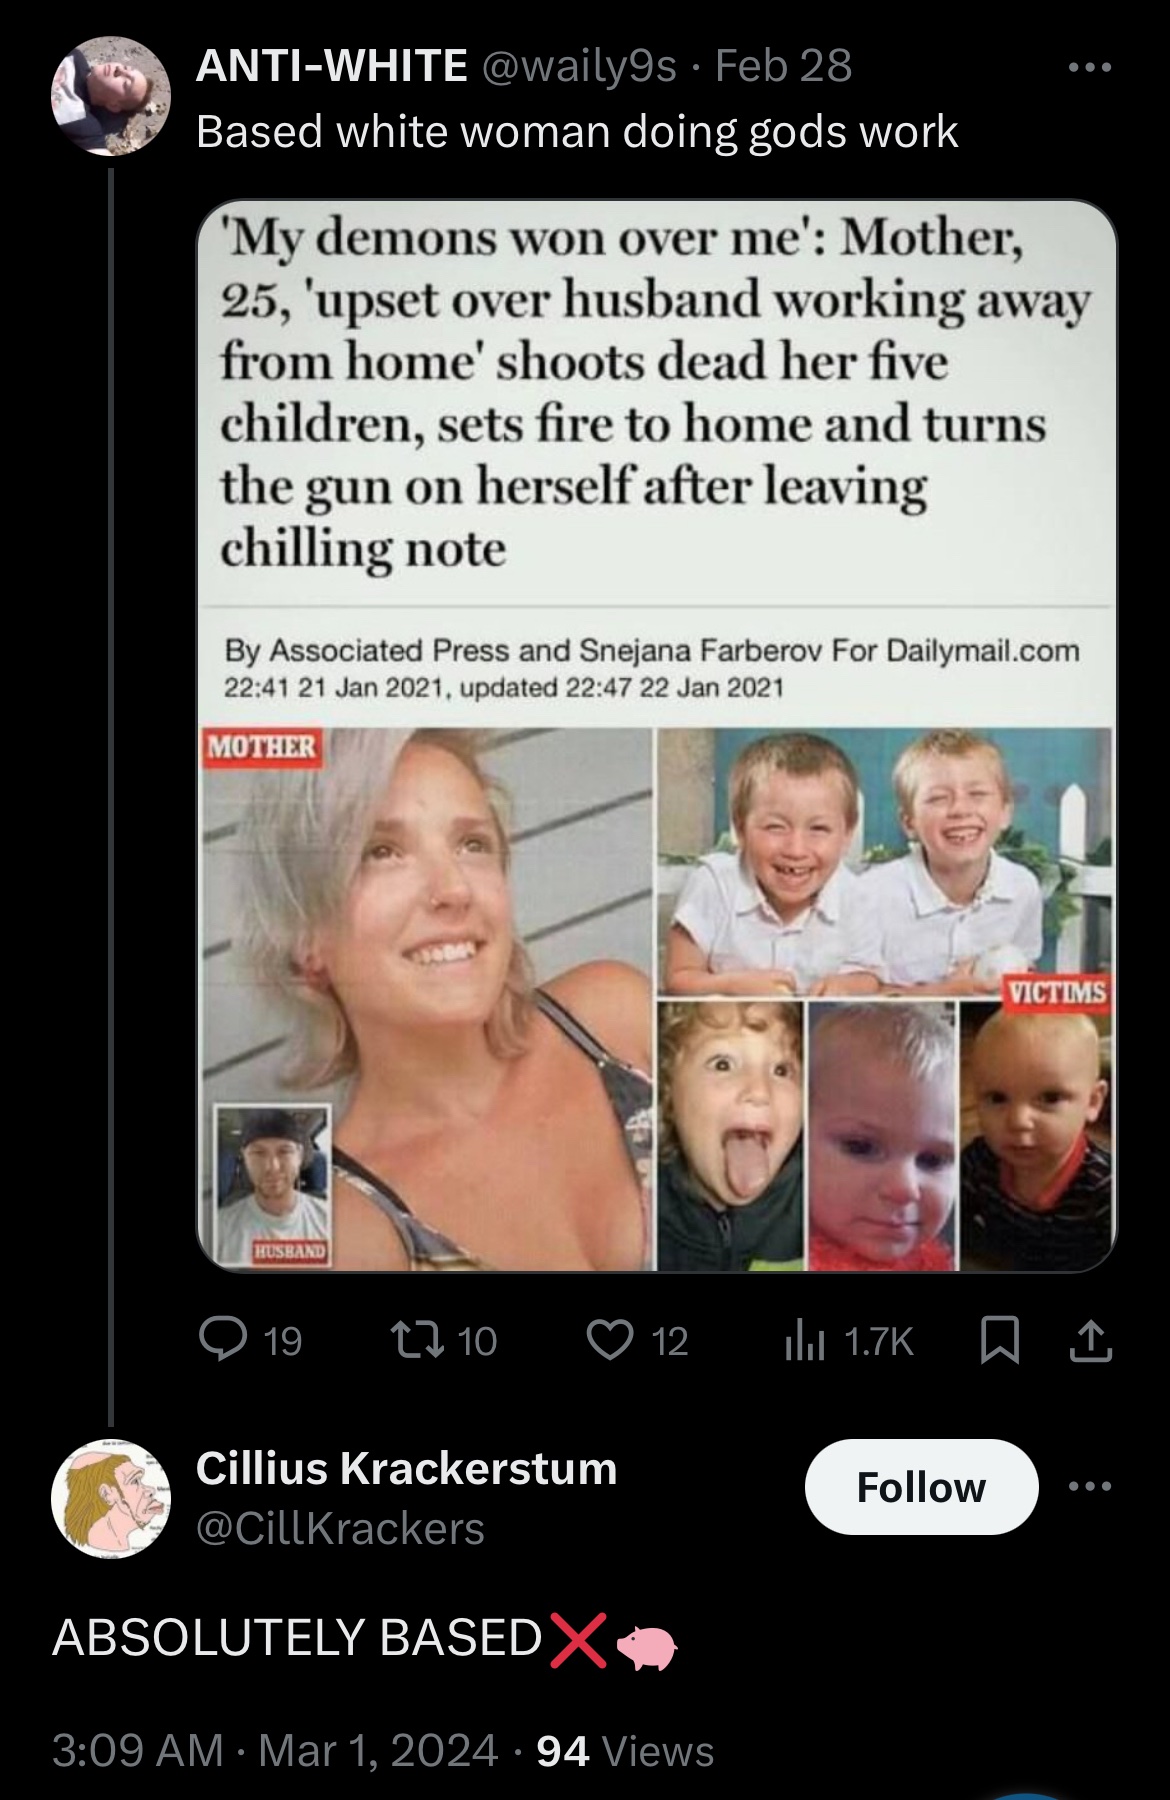 ANTI-WHITE @waily9s · Feb 28
Based white woman doing gods work
'My demons won over me': Mother,
25, 'upset over husband working away
from home' shoots dead her five
children, sets fire to home and turns
the gun on herself after leaving
chilling note
By Associated Press and Snejana Farberov For Dailymail.com
22:41 21 Jan 2021, updated 22:47 22 Jan 2021
MOTHER
VICTIMS
HUSBAND
19 10 12 1.7K
Cillius Krackerstum
@CillKrackers
Follow
ABSOLUTELY BASED❌🐖
3:09 AM · Mar 1, 2024 · 94 Views